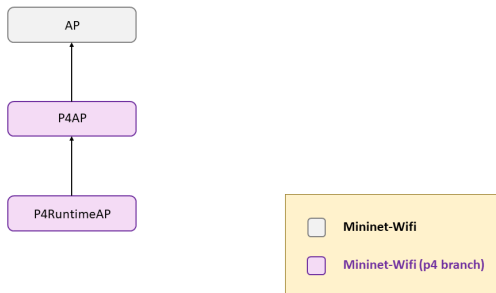 AP
P4AP
P4RuntimeAP
Mininet-Wifi
Mininet-Wifi (p4 branch)